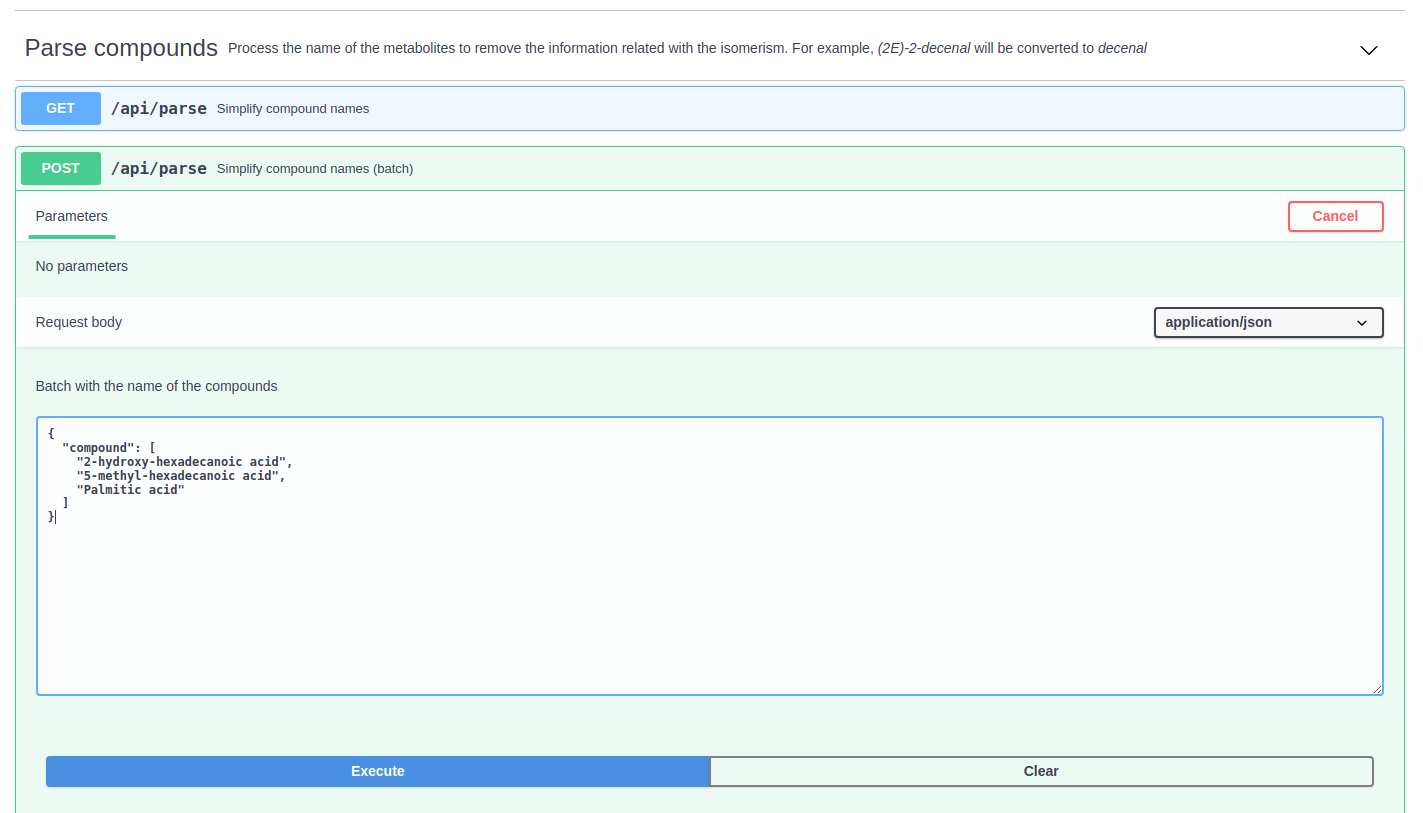 Parse compounds Process the name of the metabolites to remove the information related with the isomerism. For example, (2E)-2-decenal will be converted to decenal
GET /api/parse Simplify compound names
POST /api/parse Simplify compound names (batch)
Parameters Cancel
No parameters
Request body application/json
Batch with the name of the compounds
{
  "compound": [
    "2-hydroxy-hexadecanoic acid",
    "5-methyl-hexadecanoic acid",
    "Palmitic acid"
  ]
}
Execute Clear